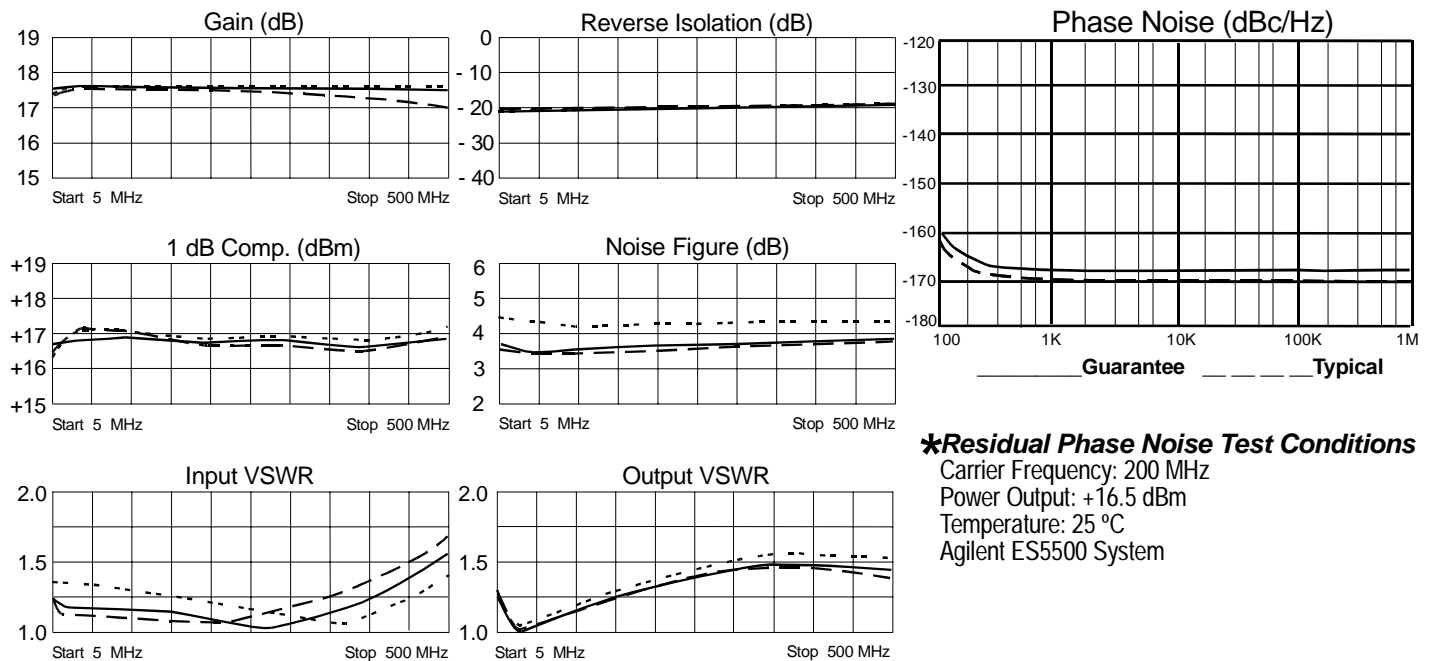 Gain (dB)
19
18
17
16
15
Start 5 MHz
Stop 500 MHz
Reverse Isolation (dB)
0
- 10
- 20
- 30
- 40
Start 5 MHz
Stop 500 MHz
Phase Noise (dBc/Hz)
-120
-130
-140
-150
-160
-170
-180
100 1K 10K 100K 1M
Guarantee Typical
1 dB Comp. (dBm)
+19
+18
+17
+16
+15
Start 5 MHz
Stop 500 MHz
Noise Figure (dB)
6
5
4
3
2
Start 5 MHz
Stop 500 MHz
*Residual Phase Noise Test Conditions
Carrier Frequency: 200 MHz
Power Output: +16.5 dBm
Temperature: 25 ºC
Agilent ES5500 System
Input VSWR
2.0
1.5
1.0
Start 5 MHz
Stop 500 MHz
Output VSWR
2.0
1.5
1.0
Start 5 MHz
Stop 500 MHz